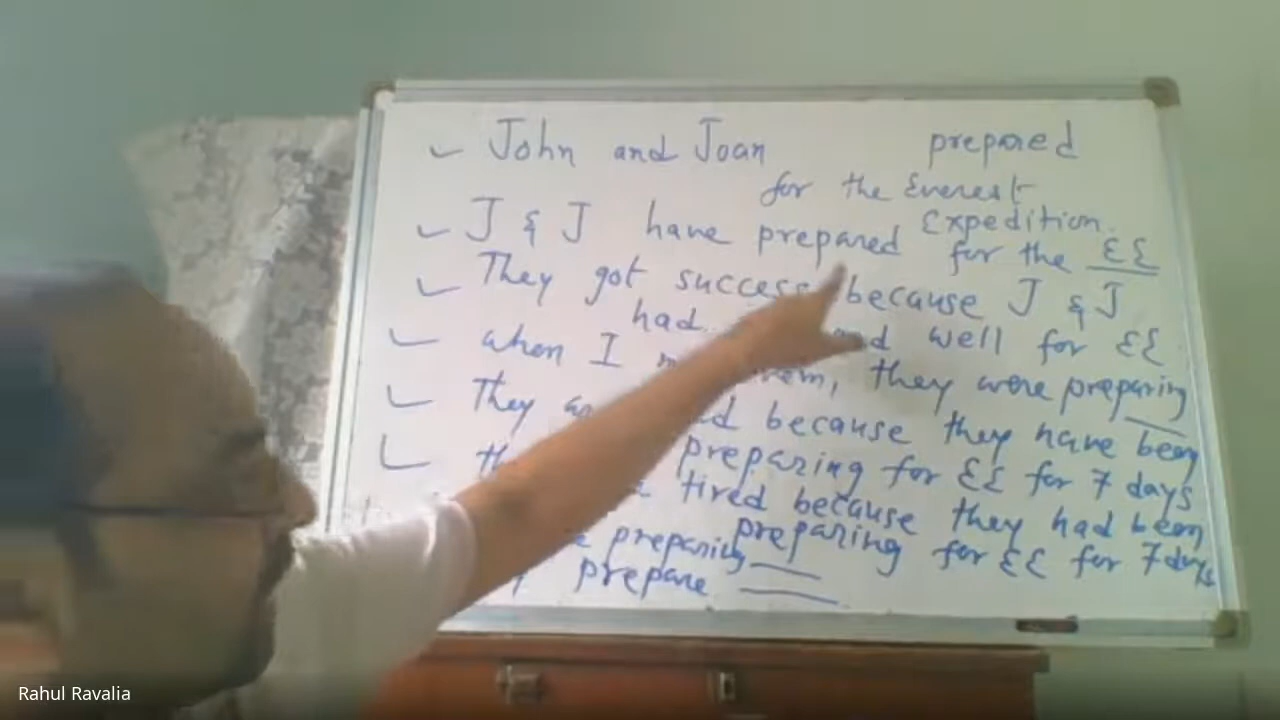 John and Joan prepared
for the Everest
Expedition.
J & J have prepared for the EE
They got success because J & J
had well for EE
when I they were preparing
They because they have been
preparing for EE for 7 days
tired because they had been
preparing for EE for 7 days
preparing
prepare
Rahul Ravalia